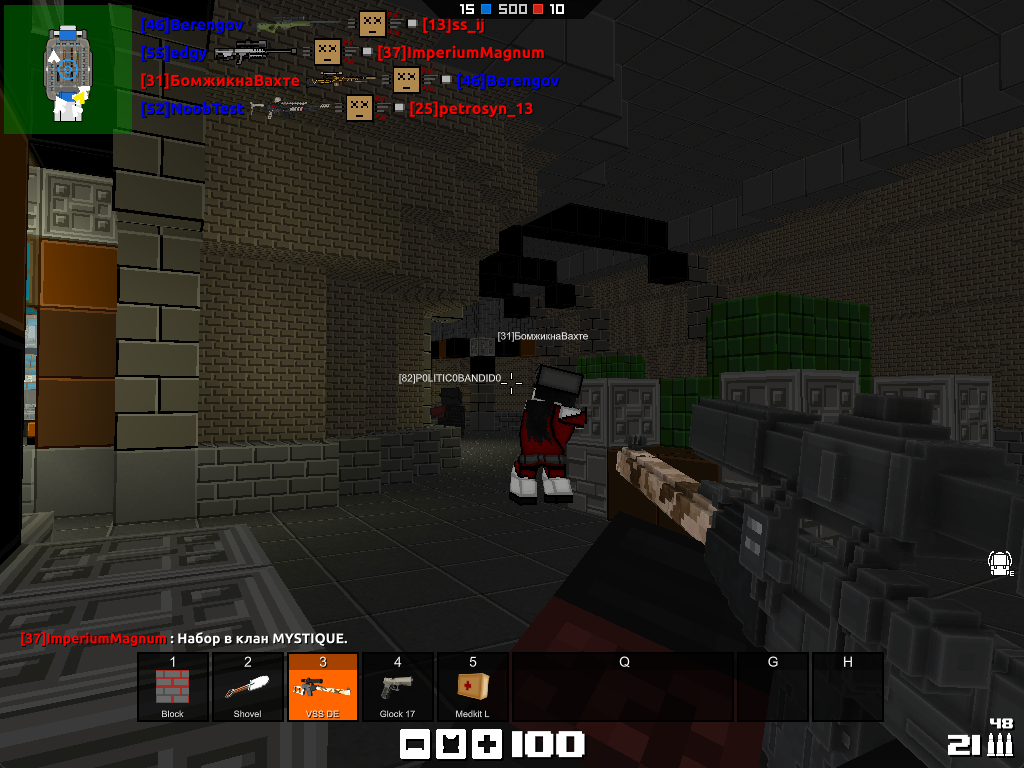 15 500 10
[46]Berengov [13]ss_ij
[55]edgy [37]ImperiumMagnum
[31]БомжикнаВахте [46]Berengov
[52]NoobTest [25]petrosyn_13
[31]БомжикнаВахте
[82]P0LITIC0BANDID0_
E
[37]ImperiumMagnum : Набор в клан MYSTIQUE.
1 2 3 4 5 Q G H
Block Shovel VSS DE Glock 17 Medkit L
48
100 21